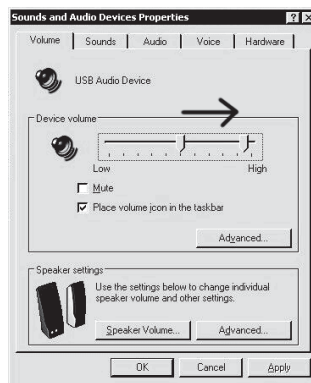 Sounds and Audio Devices Properties
Volume Sounds Audio Voice Hardware
USB Audio Device
Device volume
Low High
Mute
Place volume icon in the taskbar
Advanced...
Speaker settings
Use the settings below to change individual
speaker volume and other settings.
Speaker Volume... Advanced...
OK Cancel Apply